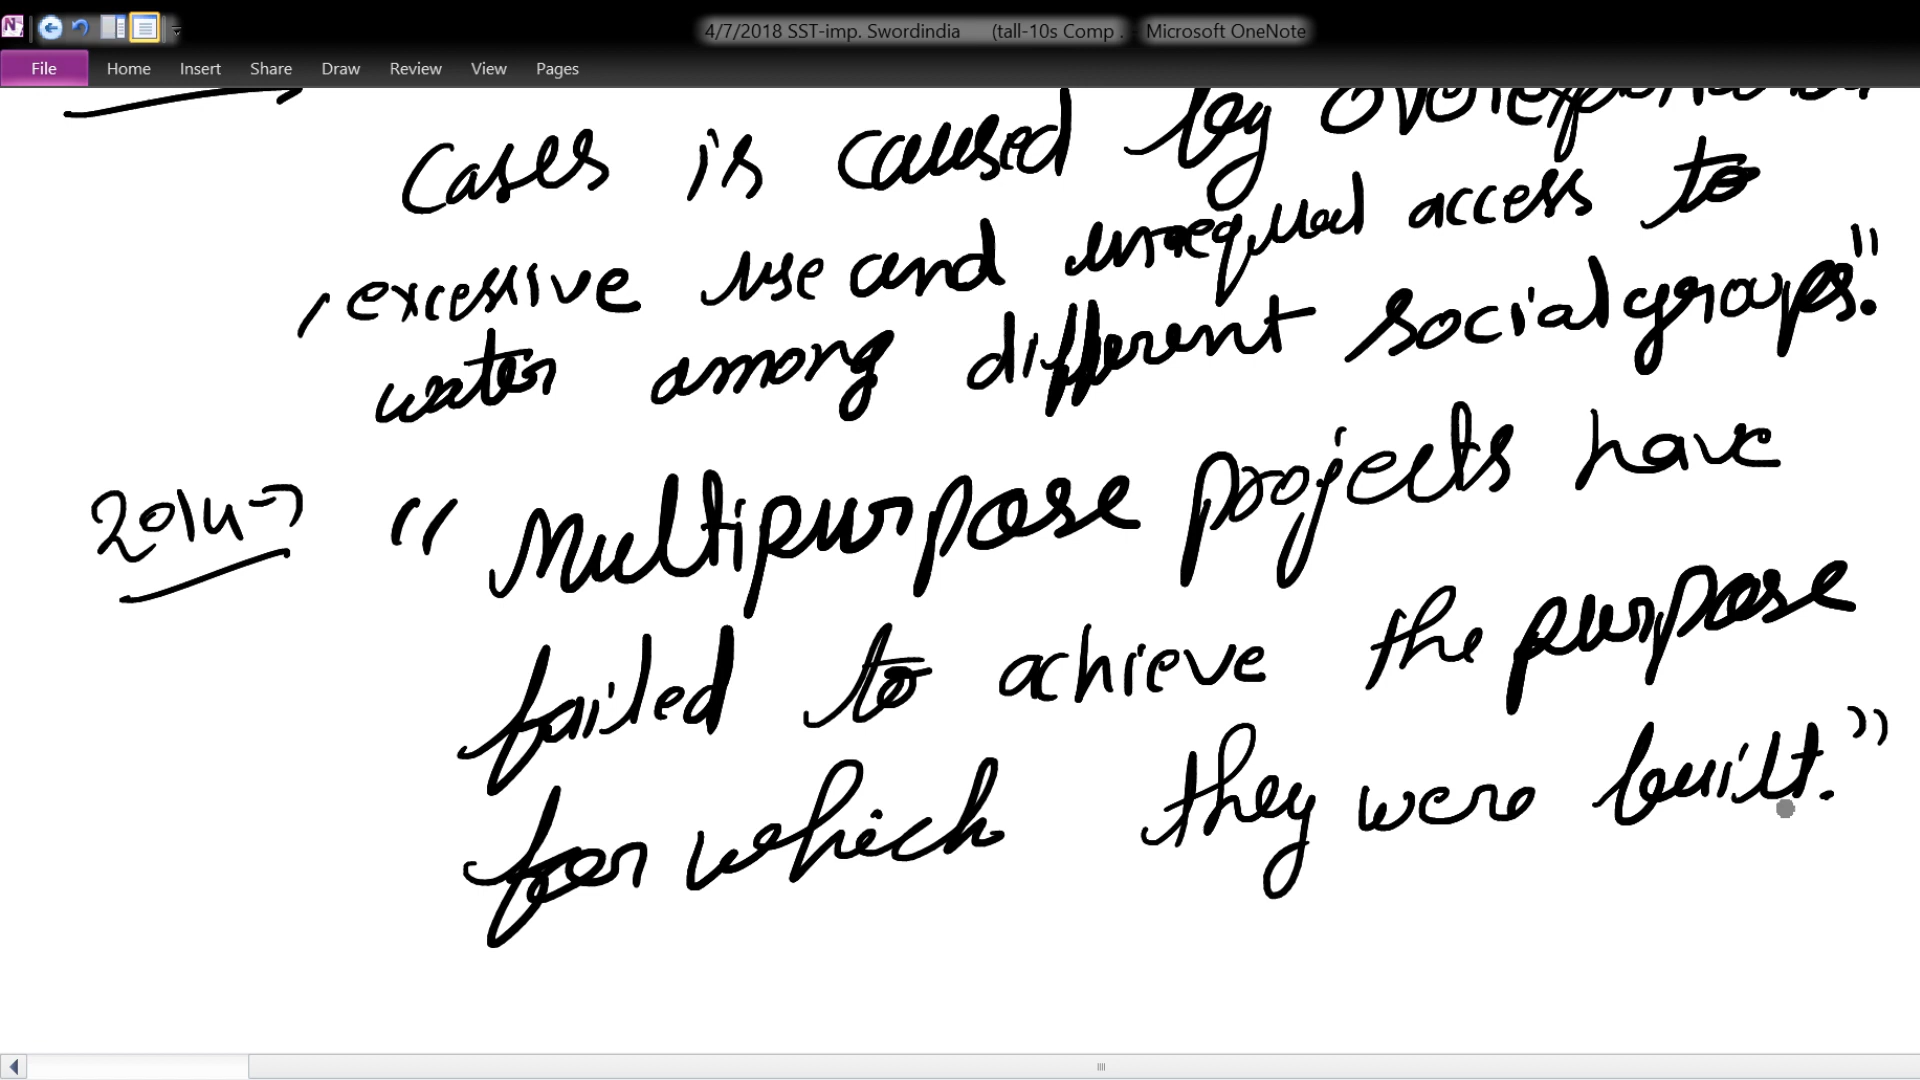 4/7/2018 SST-imp. Swordindia (tall-10s Comp . - Microsoft OneNote
File Home Insert Share Draw Review View Pages
Cases is caused by
, excessive use and unequal access to
water among different social groups."
2014→ "Multipurpose projects have
failed to achieve the purpose
for which they were built."